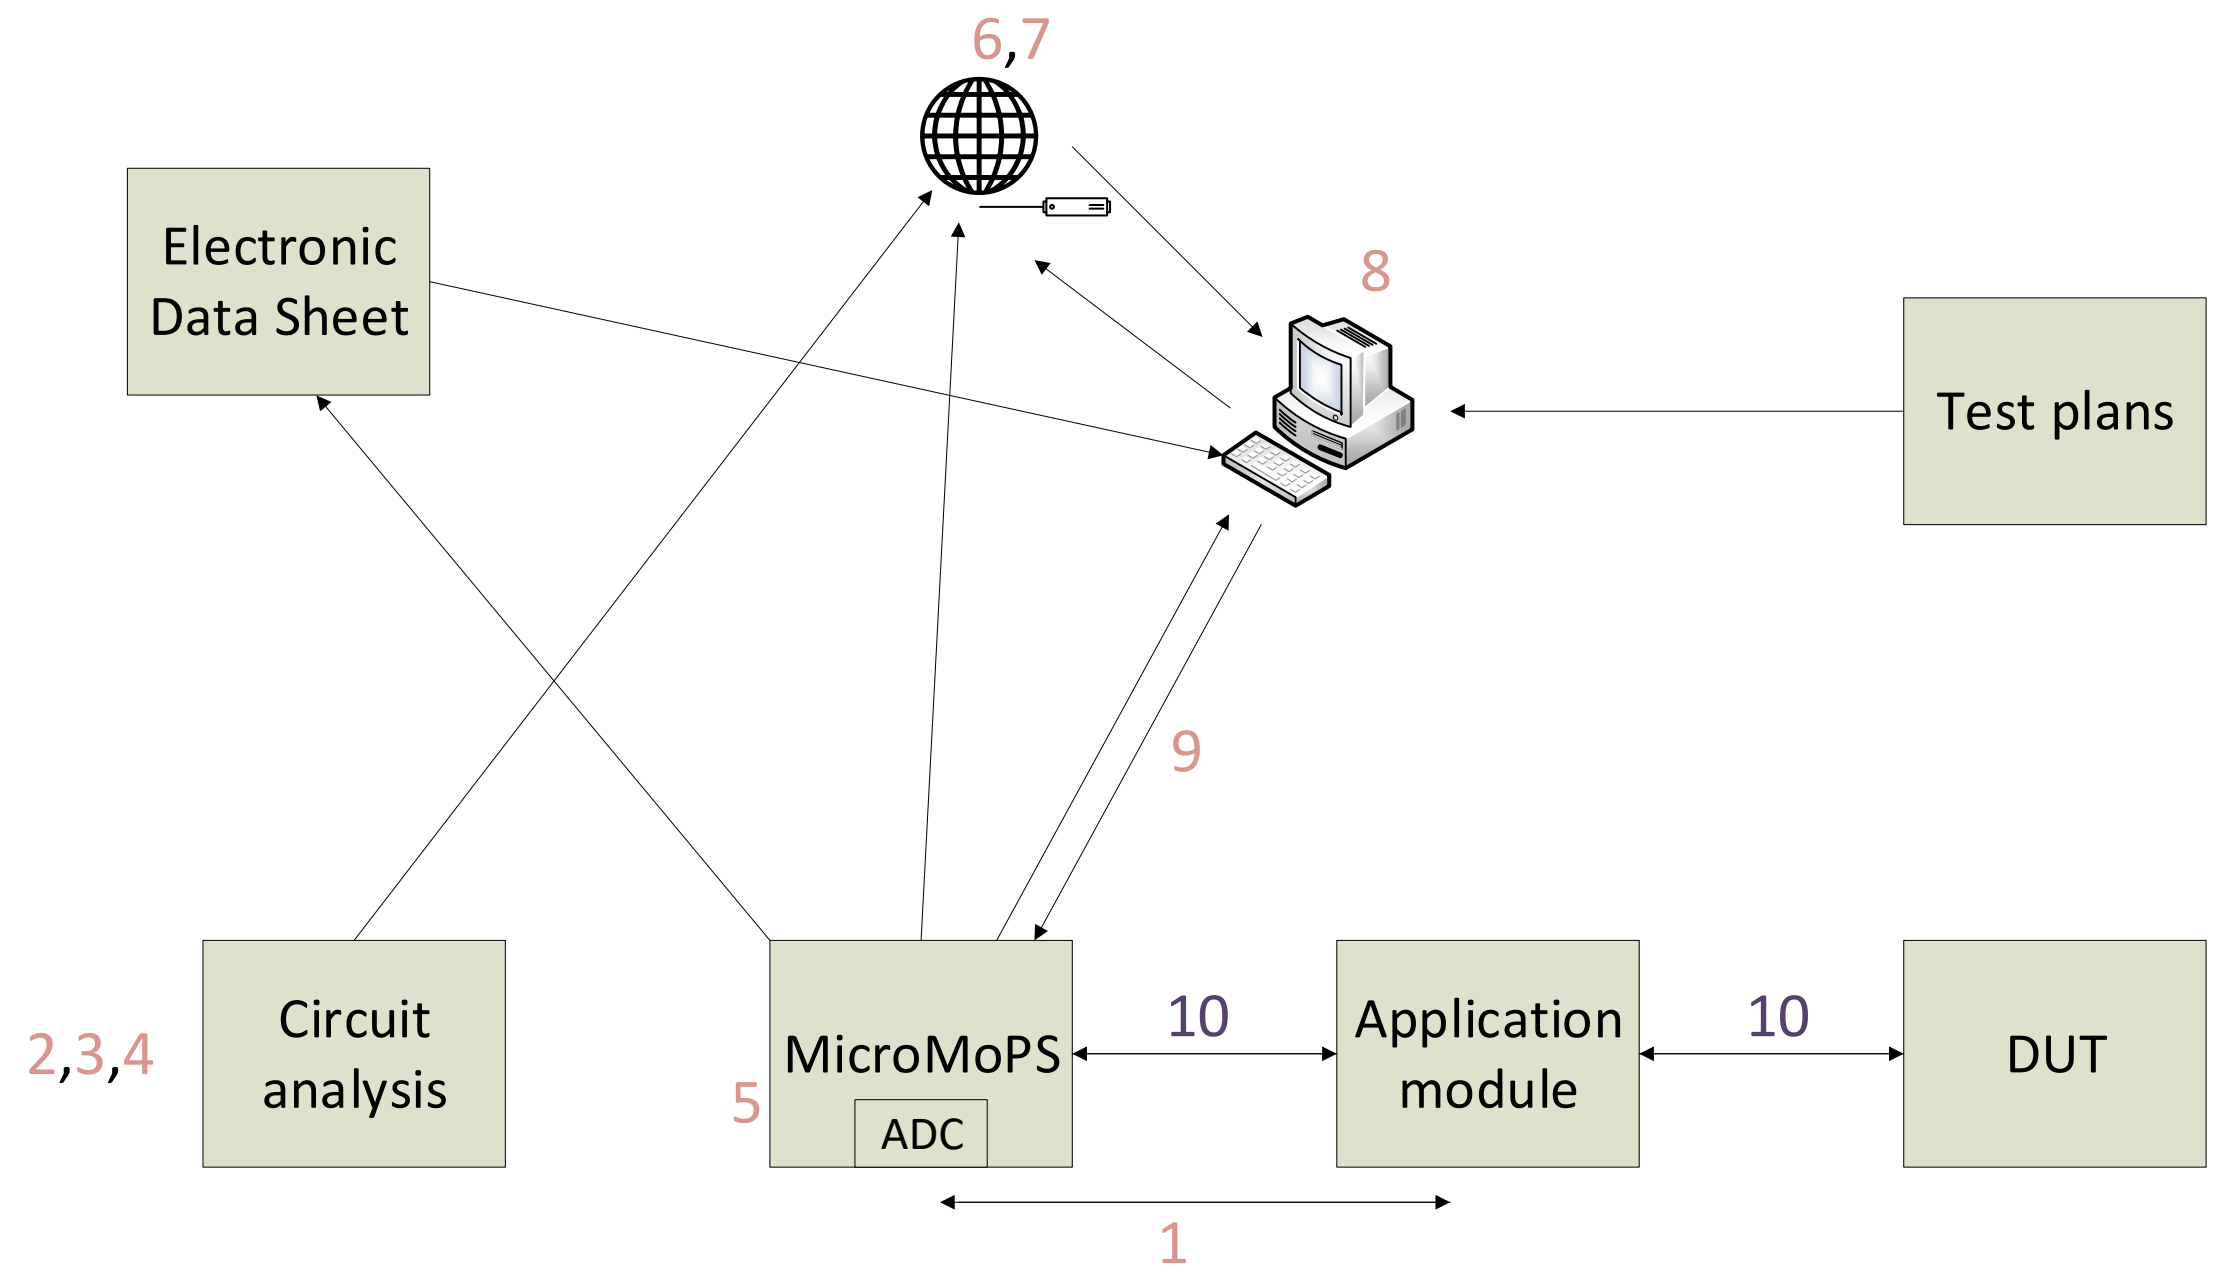 6,7
Electronic
Data Sheet
8
Test plans
9
2,3,4
Circuit
analysis
5
MicroMoPS
ADC
10
Application
module
10
DUT
1